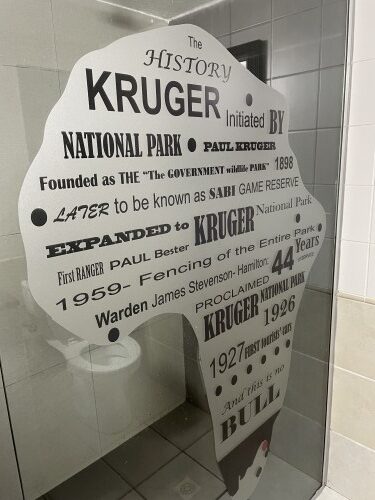 The
HISTORY
KRUGER Initiated BY
NATIONAL PARK ● PAUL KRUGER
Founded as THE "The GOVERNMENT wildlife PARK" 1898
● LATER to be known as SABI GAME RESERVE
EXPANDED to KRUGER National Park
First RANGER PAUL Bester
1959- Fencing of the Entire Park
Warden James Stevenson- Hamilton: 44 Years
PROCLAIMED
KRUGER NATIONAL PARK 1926
1927 FIRST tourists' cars
And this is no
BULL